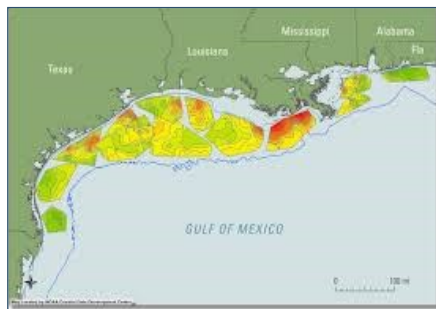 Mississippi
Alabama
Louisiana
Fla
Texas
GULF OF MEXICO
0 100 mi